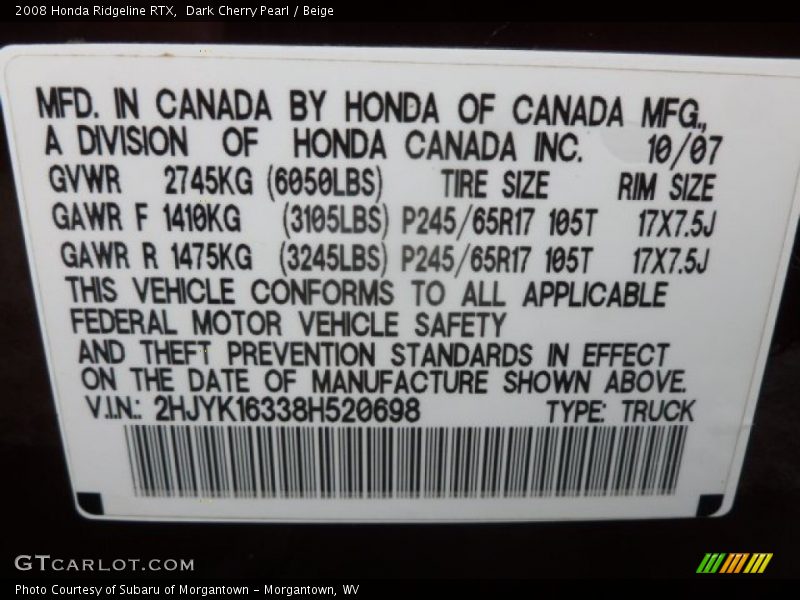 2008 Honda Ridgeline RTX,  Dark Cherry Pearl / Beige
MFD. IN CANADA BY HONDA OF CANADA MFG.,
A DIVISION OF HONDA CANADA INC. 10/07
GVWR 2745KG (6050LBS) TIRE SIZE RIM SIZE
GAWR F 1410KG (3105LBS) P245/65R17 105T 17X7.5J
GAWR R 1475KG (3245LBS) P245/65R17 105T 17X7.5J
THIS VEHICLE CONFORMS TO ALL APPLICABLE
FEDERAL MOTOR VEHICLE SAFETY
AND THEFT PREVENTION STANDARDS IN EFFECT
ON THE DATE OF MANUFACTURE SHOWN ABOVE.
V.I.N.: 2HJYK16338H520698 TYPE: TRUCK
GTCARLOT.COM
Photo Courtesy of Subaru of Morgantown - Morgantown, WV